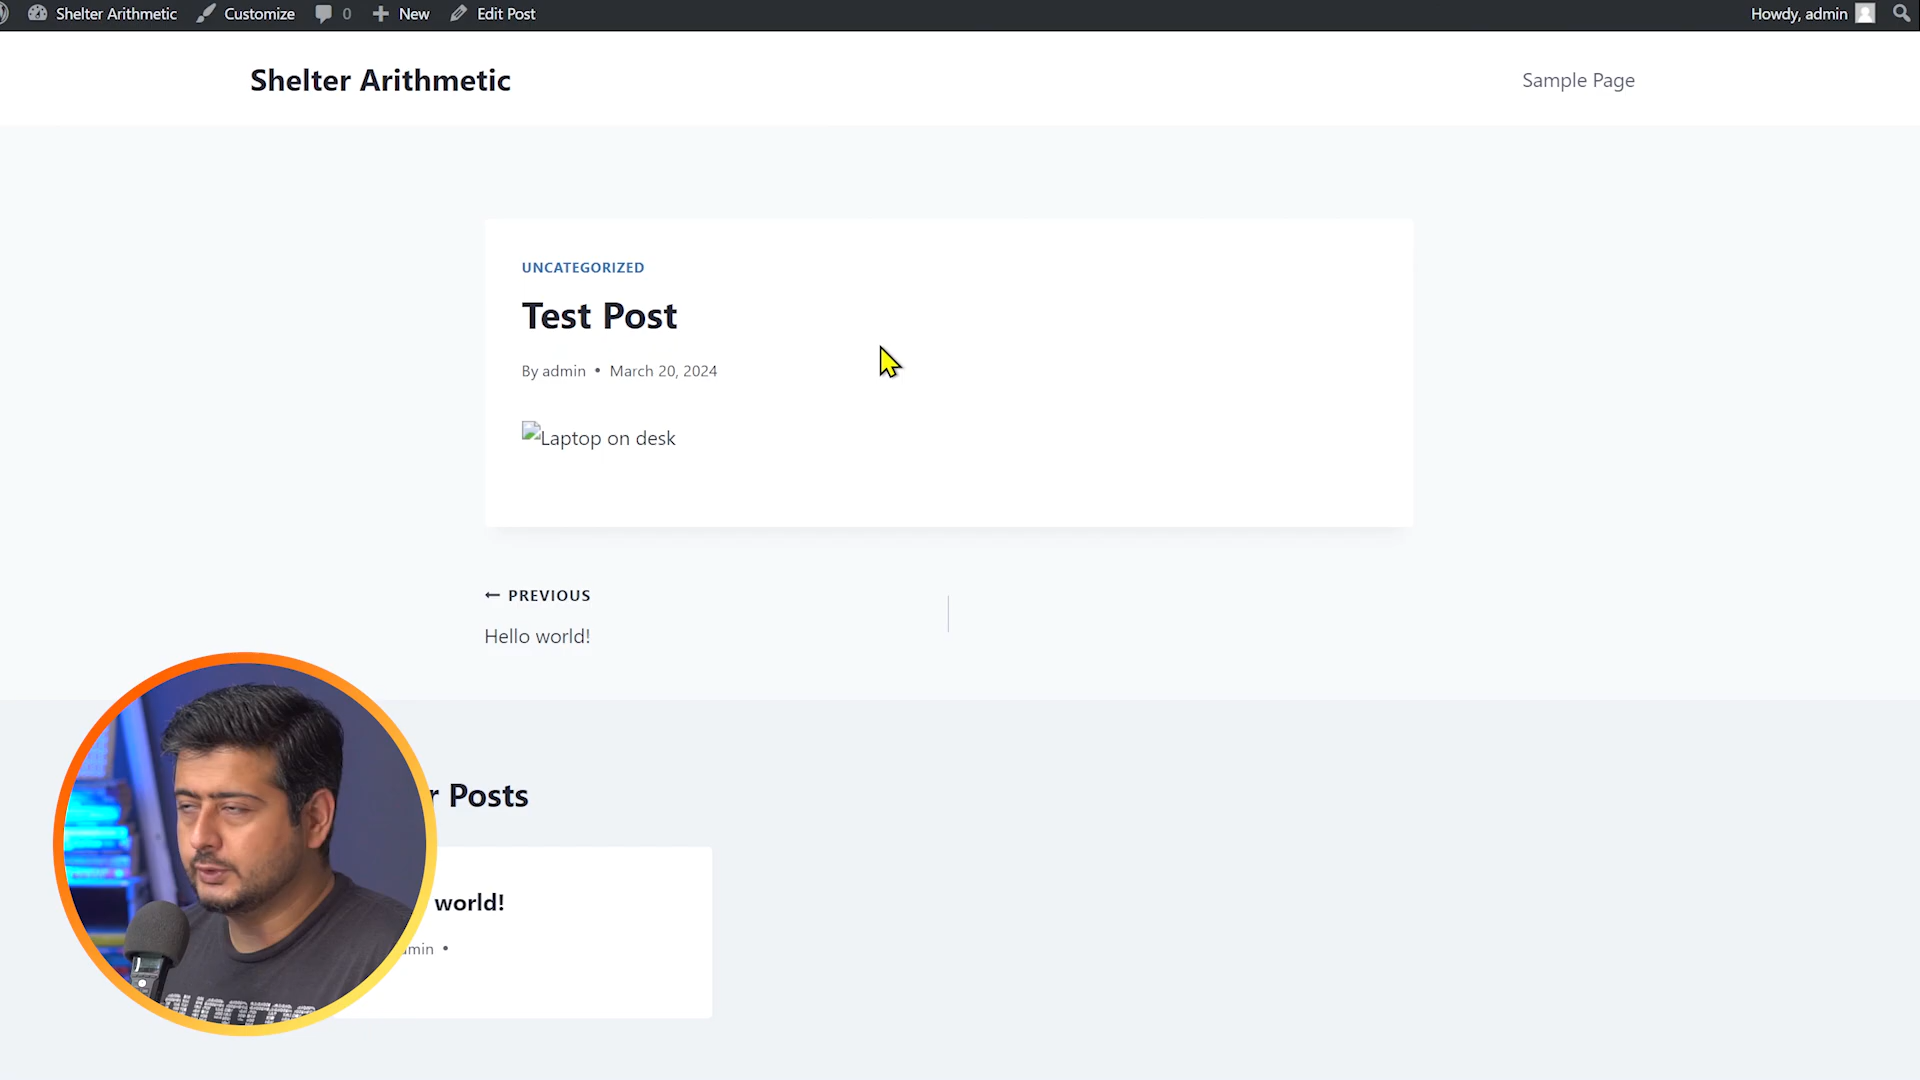 Shelter Arithmetic Customize 0 New Edit Post Howdy, admin
Shelter Arithmetic Sample Page
UNCATEGORIZED
Test Post
By admin • March 20, 2024
Laptop on desk
← PREVIOUS
Hello world!
Posts
world!